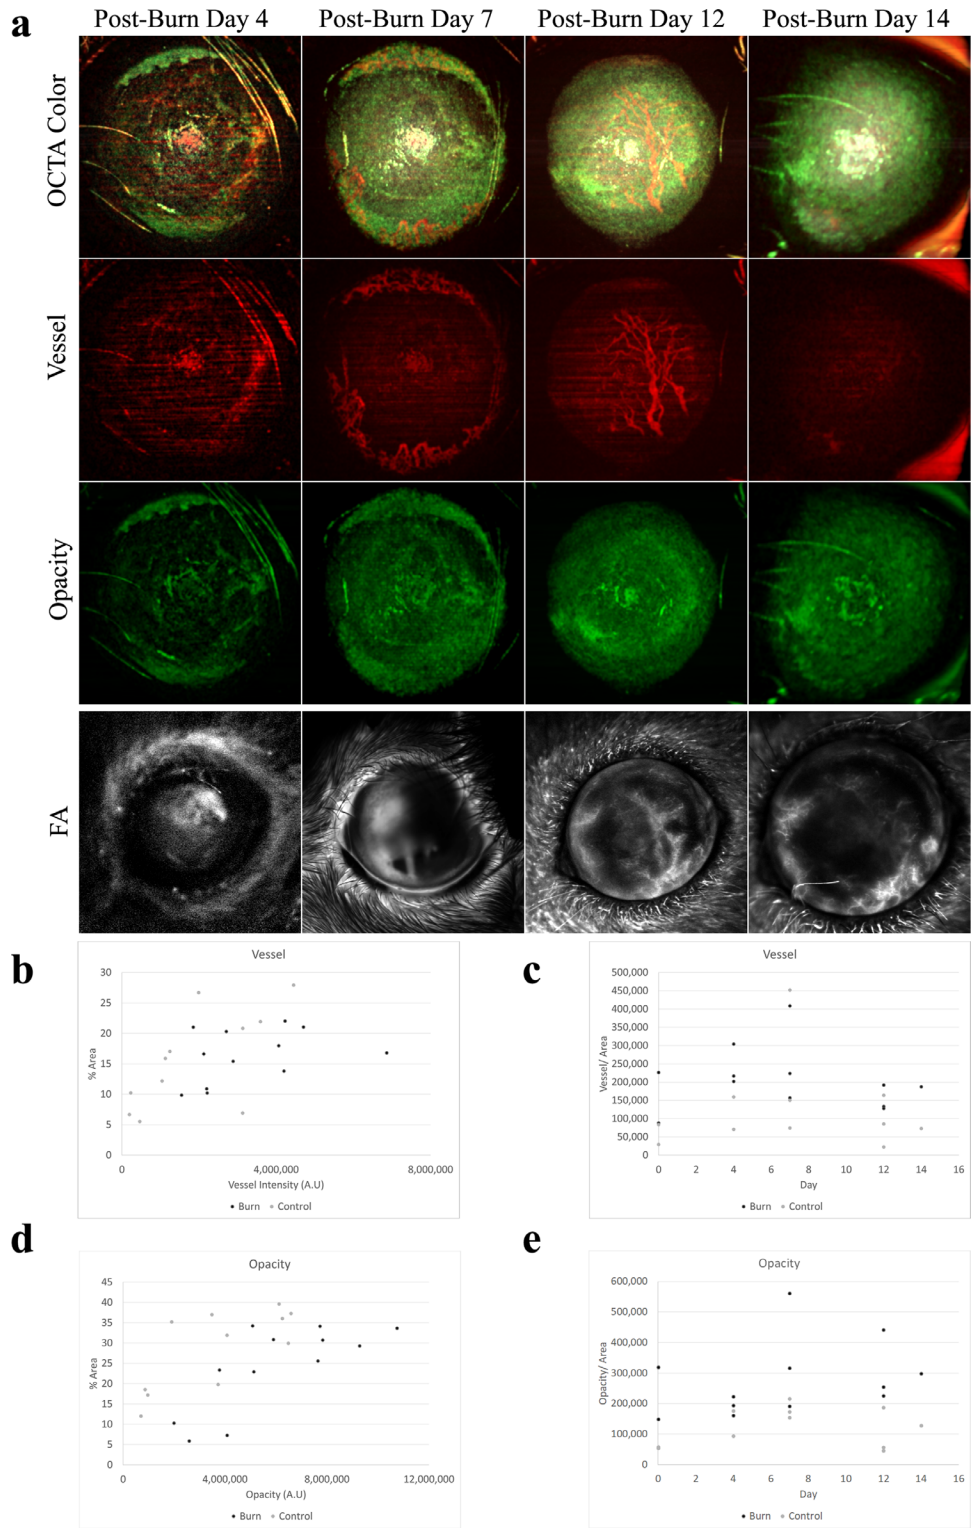 a
Post-Burn Day 4 Post-Burn Day 7 Post-Burn Day 12 Post-Burn Day 14
OCTA Color
Vessel
Opacity
FA
b
Vessel
30
25
20
15
10
5
0
% Area
0 4,000,000 8,000,000
Vessel Intensity (A.U)
Burn Control
c
Vessel
500,000
450,000
400,000
350,000
300,000
250,000
200,000
150,000
100,000
50,000
0
Vessel/ Area
0 2 4 6 8 10 12 14 16
Day
Burn Control
d
Opacity
45
40
35
30
25
20
15
10
5
0
% Area
0 4,000,000 8,000,000 12,000,000
Opacity (A.U)
Burn Control
e
Opacity
600,000
500,000
400,000
300,000
200,000
100,000
0
Opacity/ Area
0 2 4 6 8 10 12 14 16
Day
Burn Control